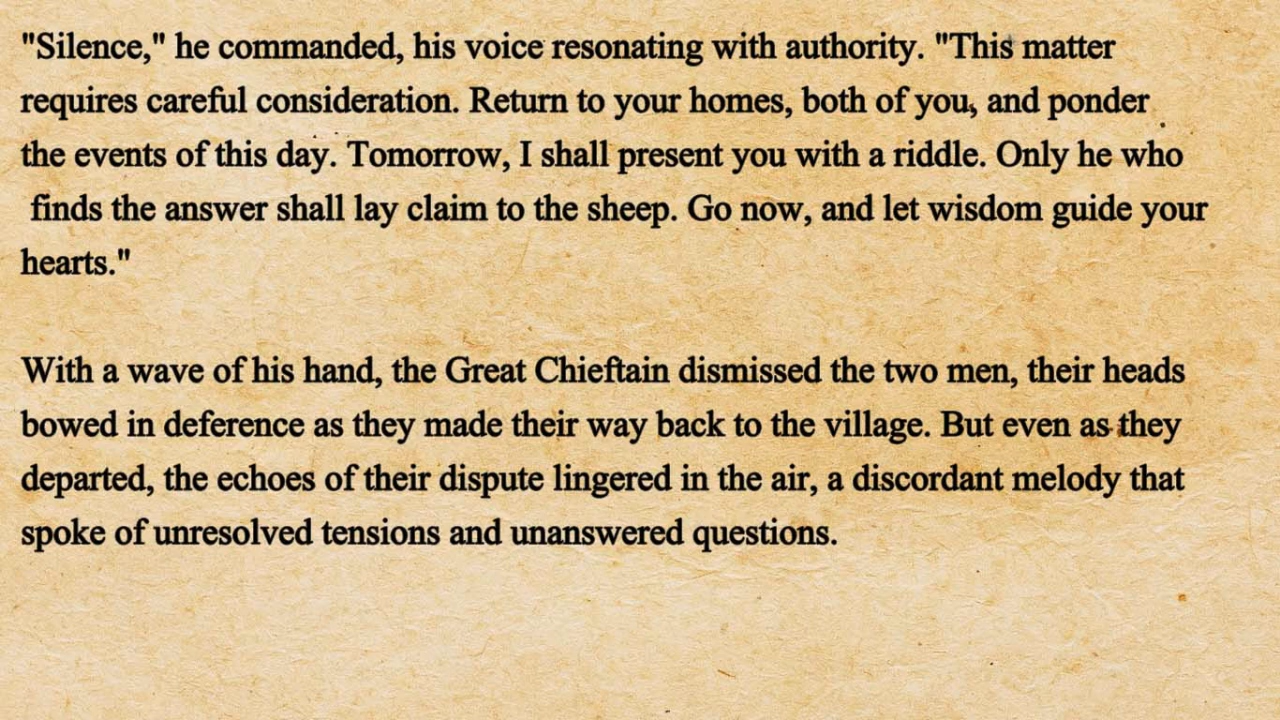 "Silence," he commanded, his voice resonating with authority. "This matter
requires careful consideration. Return to your homes, both of you, and ponder
the events of this day. Tomorrow, I shall present you with a riddle. Only he who
finds the answer shall lay claim to the sheep. Go now, and let wisdom guide your
hearts."
With a wave of his hand, the Great Chieftain dismissed the two men, their heads
bowed in deference as they made their way back to the village. But even as they
departed, the echoes of their dispute lingered in the air, a discordant melody that
spoke of unresolved tensions and unanswered questions.